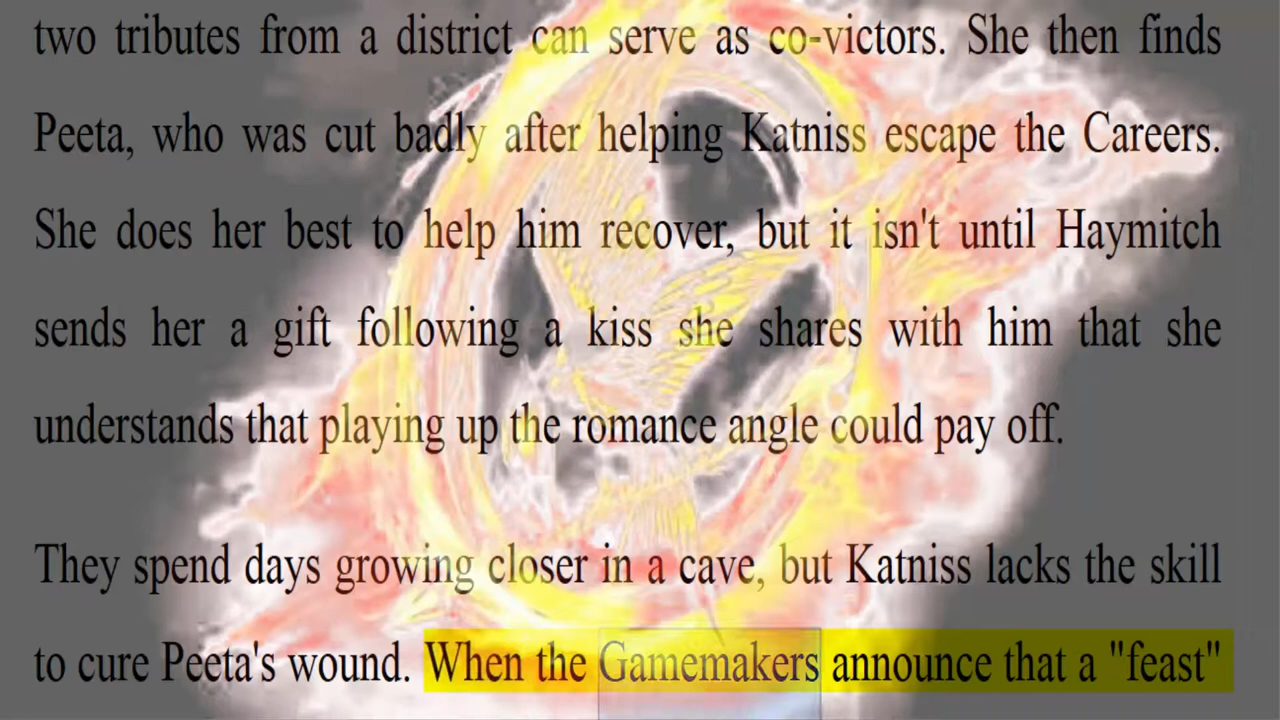 two tributes from a district can serve as co-victors. She then finds
Peeta, who was cut badly after helping Katniss escape the Careers.
She does her best to help him recover, but it isn't until Haymitch
sends her a gift following a kiss she shares with him that she
understands that playing up the romance angle could pay off.
They spend days growing closer in a cave, but Katniss lacks the skill
to cure Peeta's wound. When the Gamemakers announce that a "feast"